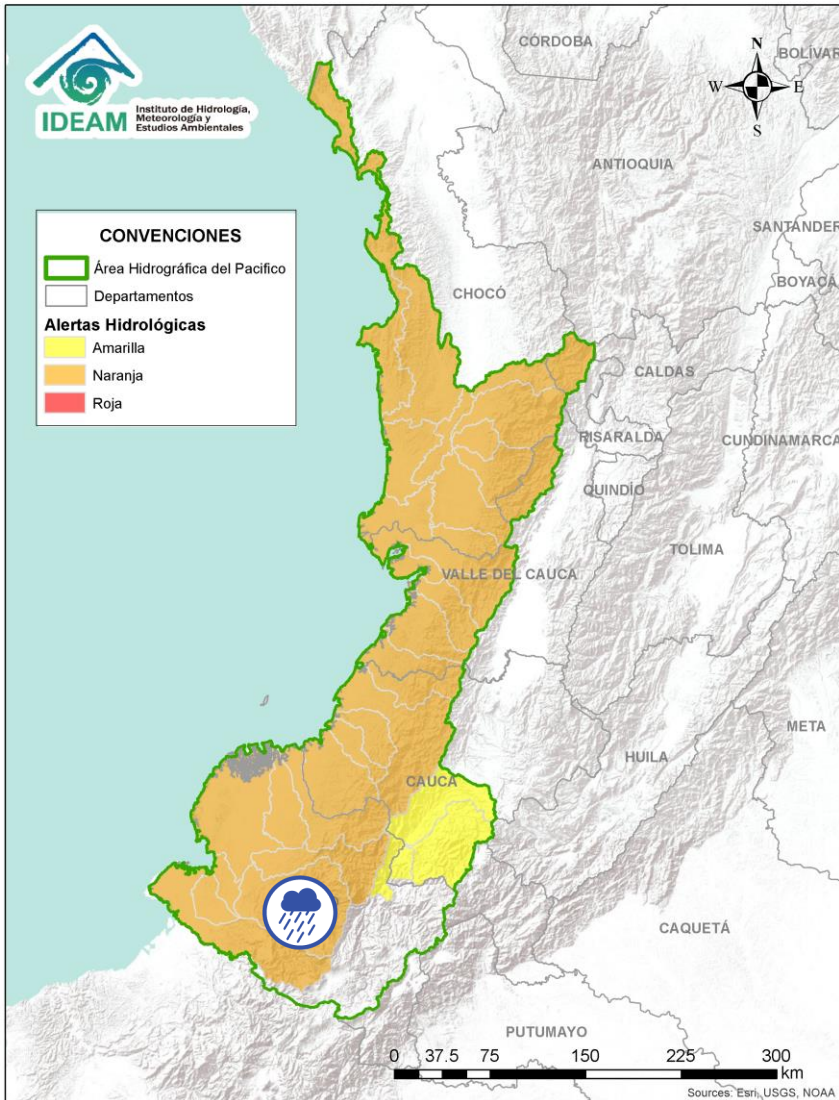 IDEAM
Instituto de Hidrología,
Meteorología y
Estudios Ambientales
CÓRDOBA
BOLÍVAR
N
W
E
S
ANTIOQUIA
SANTANDER
BOYACÁ
CONVENCIONES
Área Hidrográfica del Pacifico
Departamentos
Alertas Hidrológicas
Amarilla
Naranja
Roja
CHOCÓ
CALDAS
RISARALDA
CUNDINAMARCA
QUINDÍO
TOLIMA
VALLE DEL CAUCA
META
HUILA
CAUCA
CAQUETÁ
PUTUMAYO
0 37.5 75 150 225 300
km
Sources: Esri, USGS, NOAA